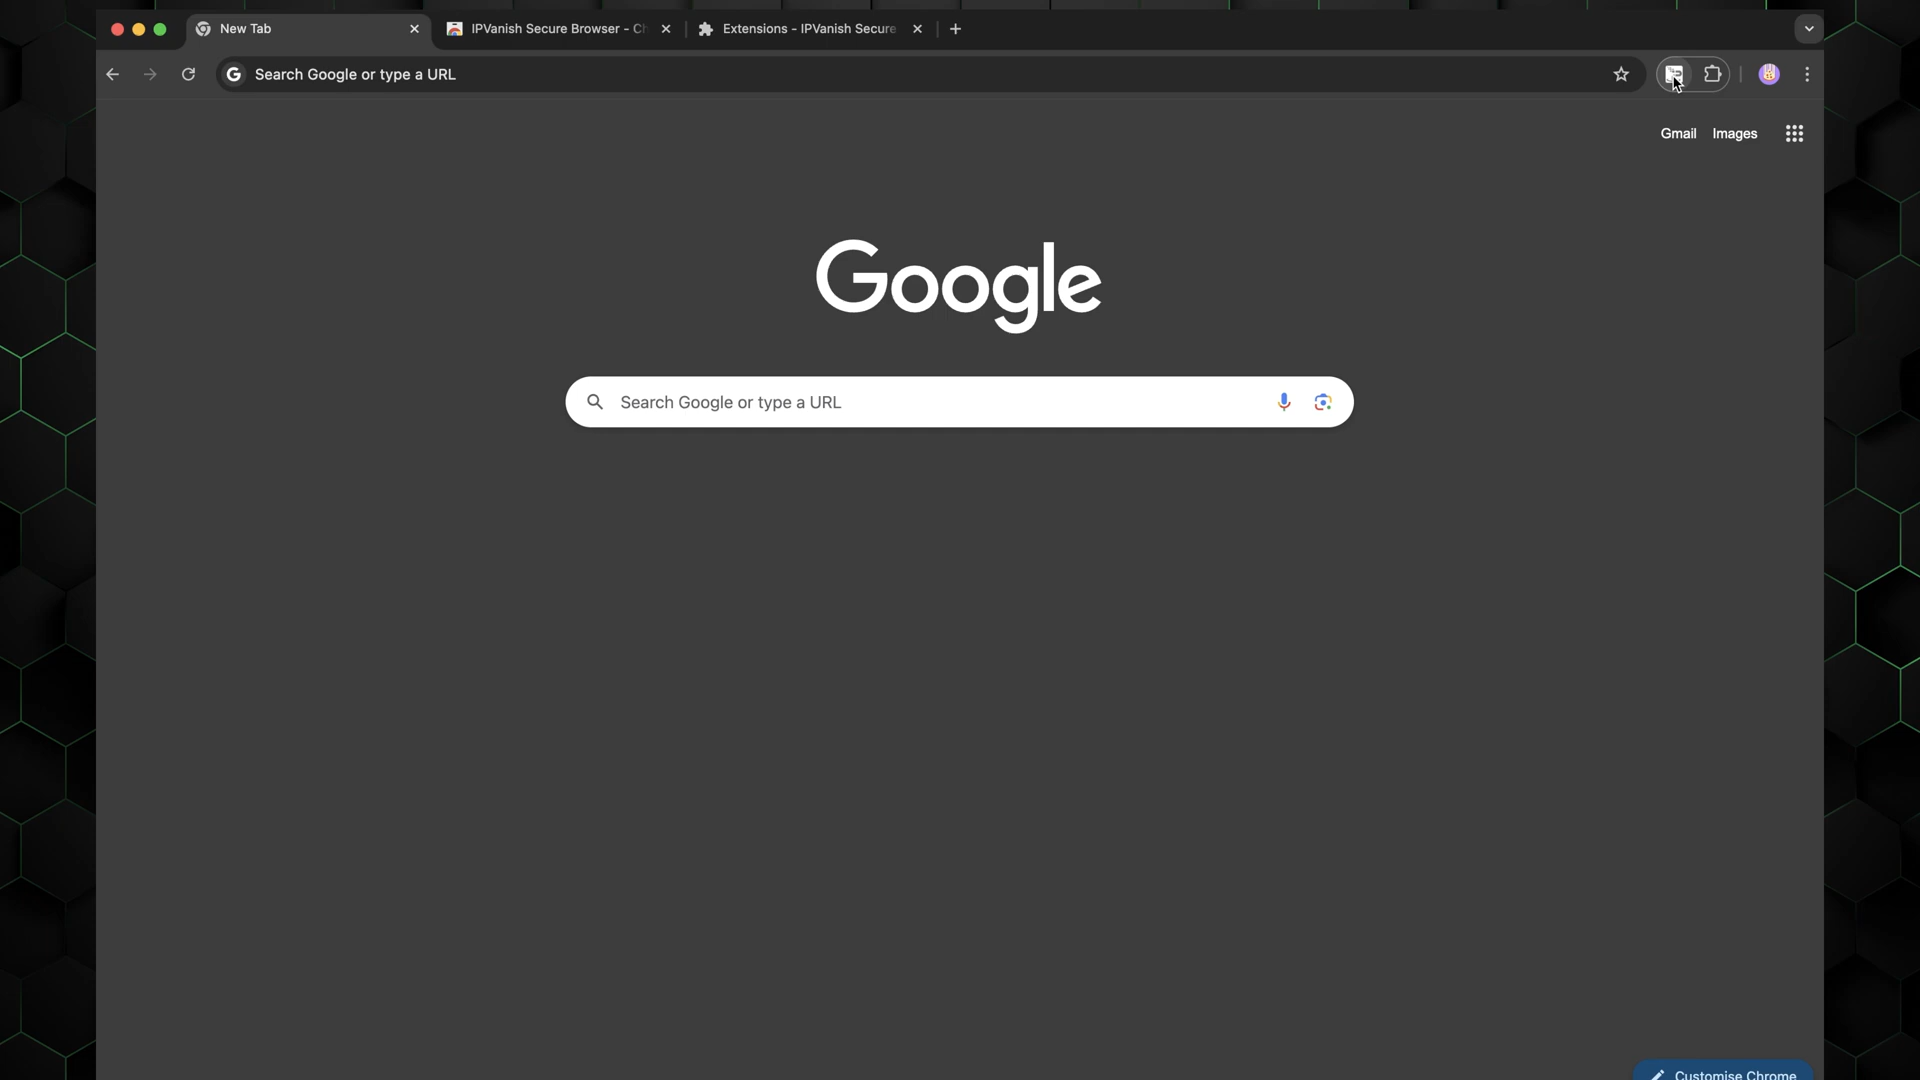 New Tab
IPVanish Secure Browser - Ch
Extensions - IPVanish Secure
Search Google or type a URL
Gmail
Images
Google
Search Google or type a URL
Customise Chrome